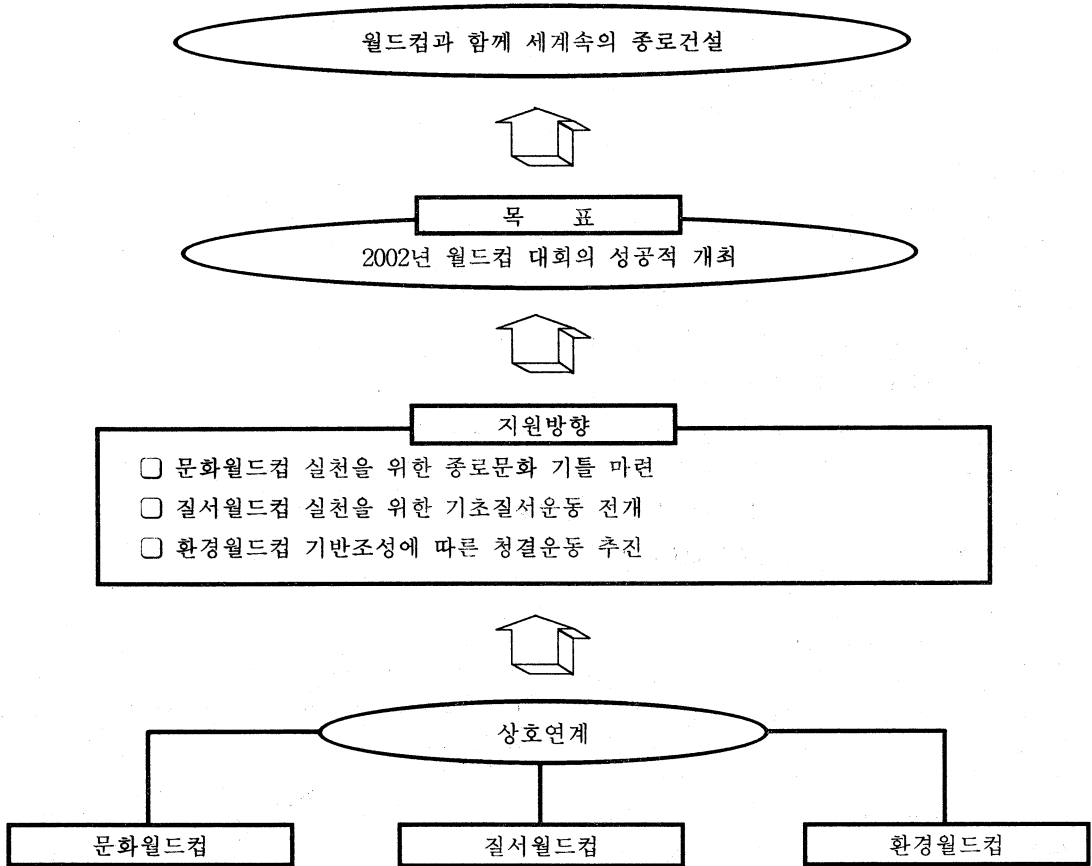 월드컵과 함께 세계속의 종로건설
목 표
2002년 월드컵 대회의 성공적 개최
지원방향
▢ 문화월드컵 실천을 위한 종로문화 기틀 마련
▢ 질서월드컵 실천을 위한 기초질서운동 전개
▢ 환경월드컵 기반조성에 따른 청결운동 추진
상호연계
문화월드컵
질서월드컵
환경월드컵